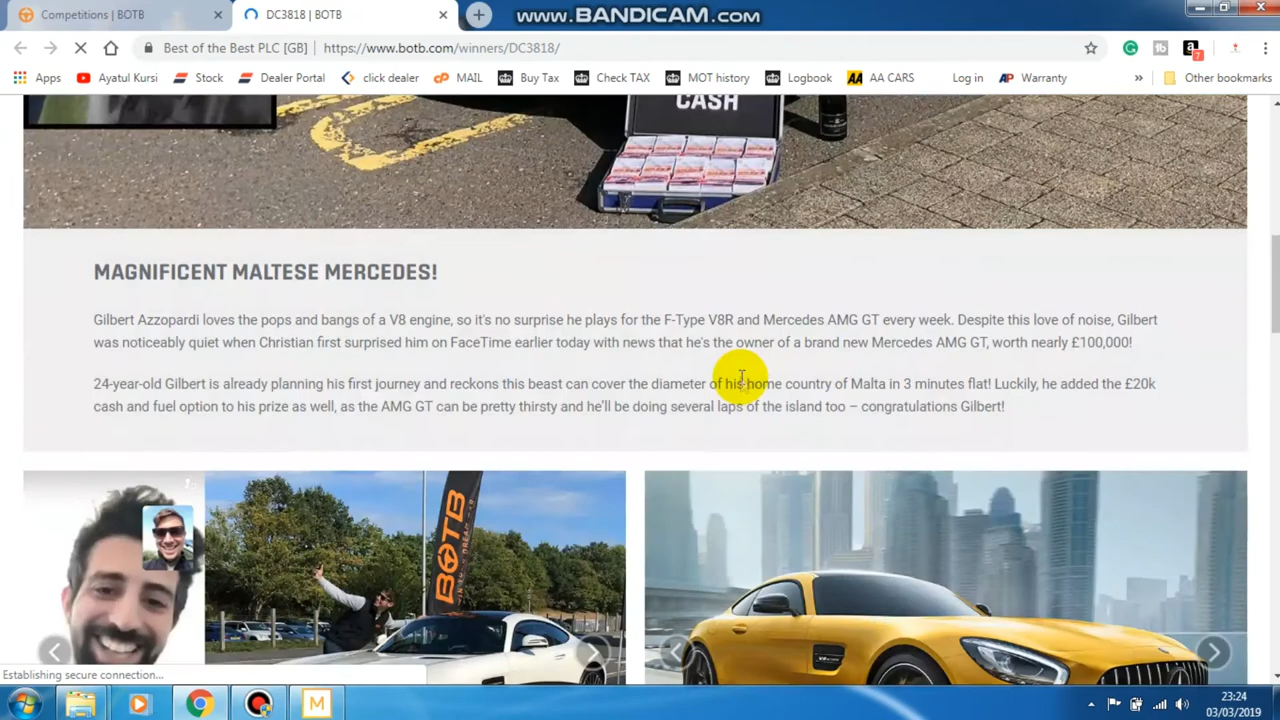 www.BANDICAM.com
Competitions | BOTB
DC3818 | BOTB
Best of the Best PLC [GB] | https://www.botb.com/winners/DC3818/
7
Apps
Ayatul Kursi
Stock
Dealer Portal
click dealer
MAIL
Buy Tax
Check TAX
MOT history
Logbook
AA CARS
Log in
Warranty
»
Other bookmarks
CASH
MAGNIFICENT MALTESE MERCEDES!
Gilbert Azzopardi loves the pops and bangs of a V8 engine, so it's no surprise he plays for the F-Type V8R and Mercedes AMG GT every week. Despite this love of noise, Gilbert
was noticeably quiet when Christian first surprised him on FaceTime earlier today with news that he's the owner of a brand new Mercedes AMG GT, worth nearly £100,000!
24-year-old Gilbert is already planning his first journey and reckons this beast can cover the diameter of his home country of Malta in 3 minutes flat! Luckily, he added the £20k
cash and fuel option to his prize as well, as the AMG GT can be pretty thirsty and he'll be doing several laps of the island too – congratulations Gilbert!
BOTB
Establishing secure connection...
23:24
03/03/2019